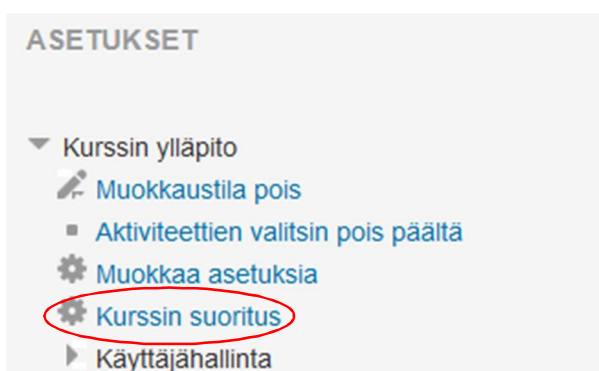 ASETUKSET
Kurssin ylläpito
Muokkaustila pois
Aktiviteettien valitsin pois päältä
Muokkaa asetuksia
Kurssin suoritus
Käyttäjähallinta